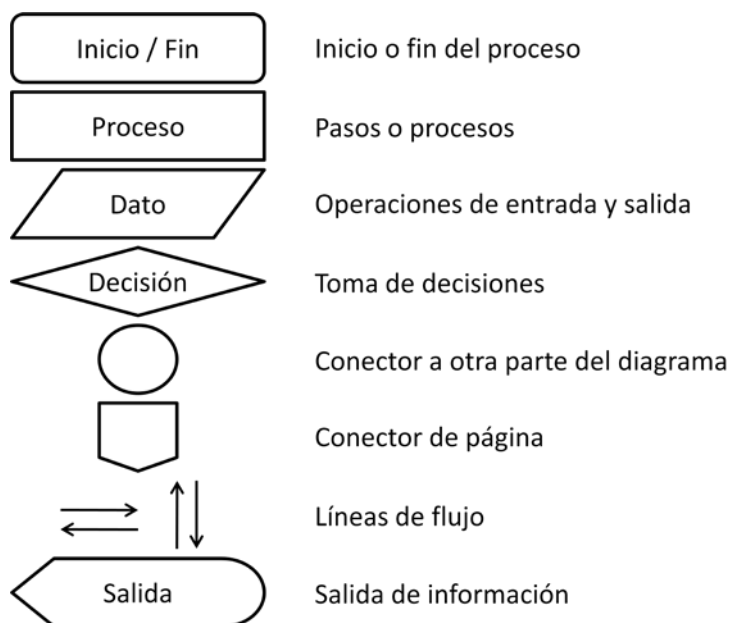 Inicio / Fin Inicio o fin del proceso
Proceso Pasos o procesos
Dato Operaciones de entrada y salida
Decisión Toma de decisiones
Conector a otra parte del diagrama
Conector de página
Líneas de flujo
Salida Salida de información